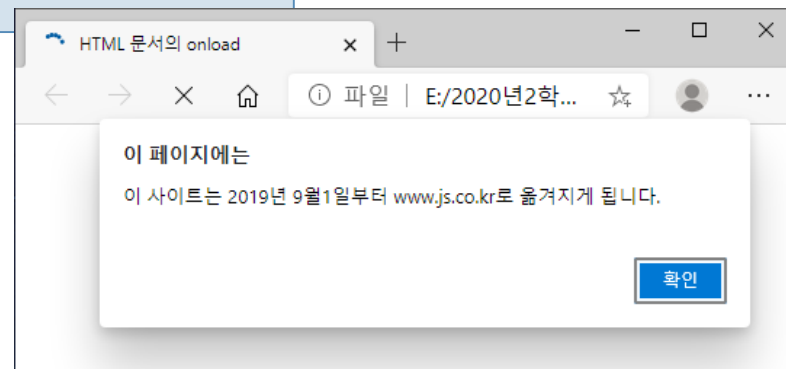 HTML 문서의 onload
파일 | E:/2020년2학...
이 페이지에는
이 사이트는 2019년 9월1일부터 www.js.co.kr로 옮겨지게 됩니다.
확인